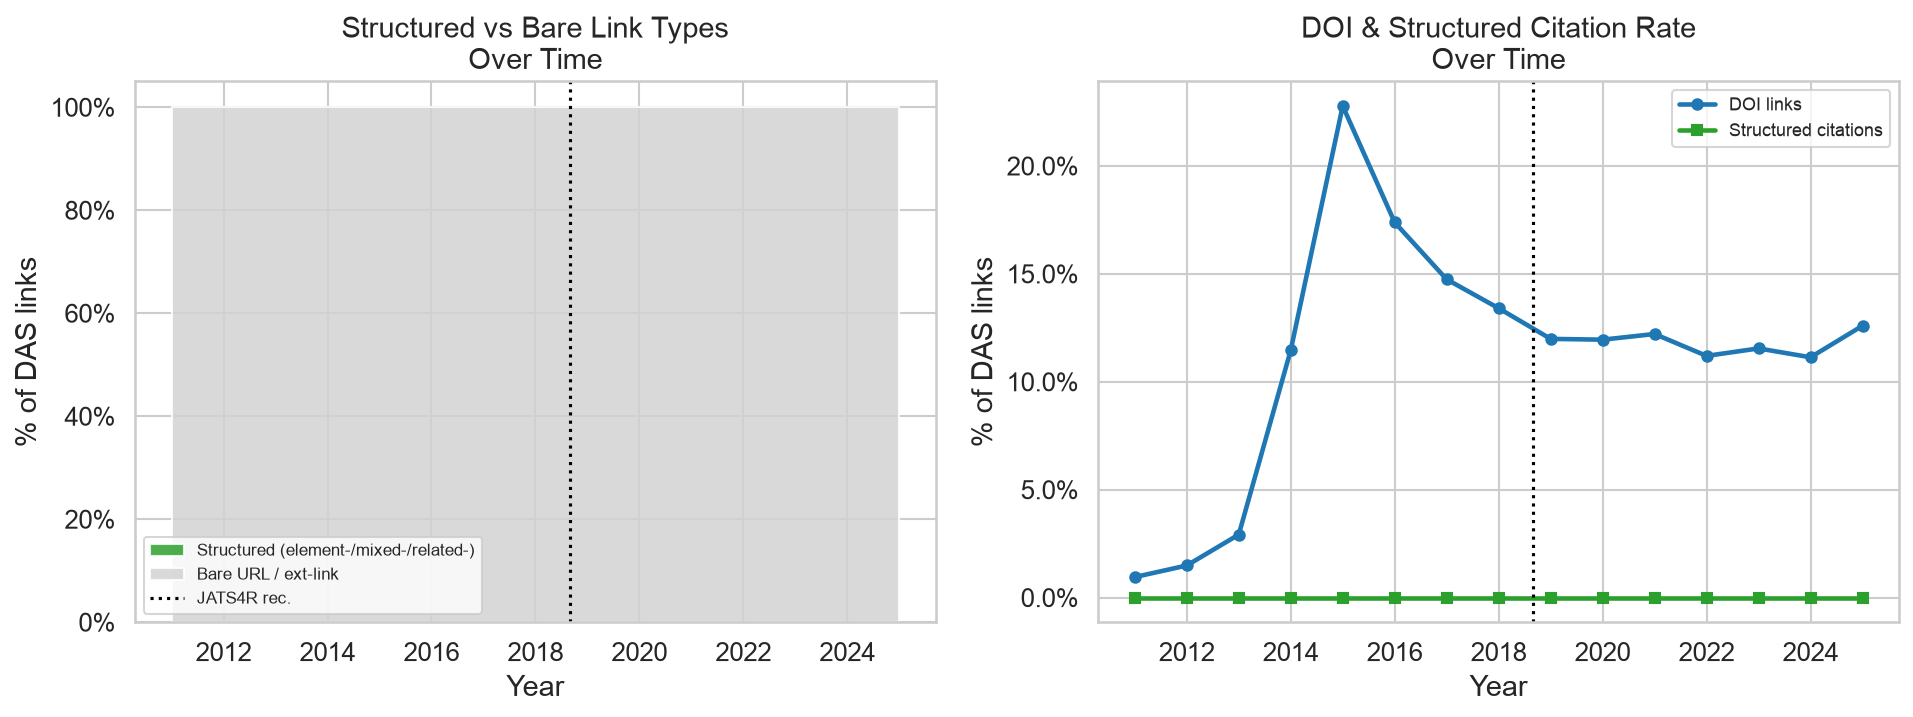 Structured vs Bare Link Types
Over Time
% of DAS links
100%
80%
60%
40%
20%
0%
Structured (element-/mixed-/related-)
Bare URL / ext-link
JATS4R rec.
2012 2014 2016 2018 2020 2022 2024
Year
DOI & Structured Citation Rate
Over Time
% of DAS links
20.0%
15.0%
10.0%
5.0%
0.0%
DOI links
Structured citations
2012 2014 2016 2018 2020 2022 2024
Year